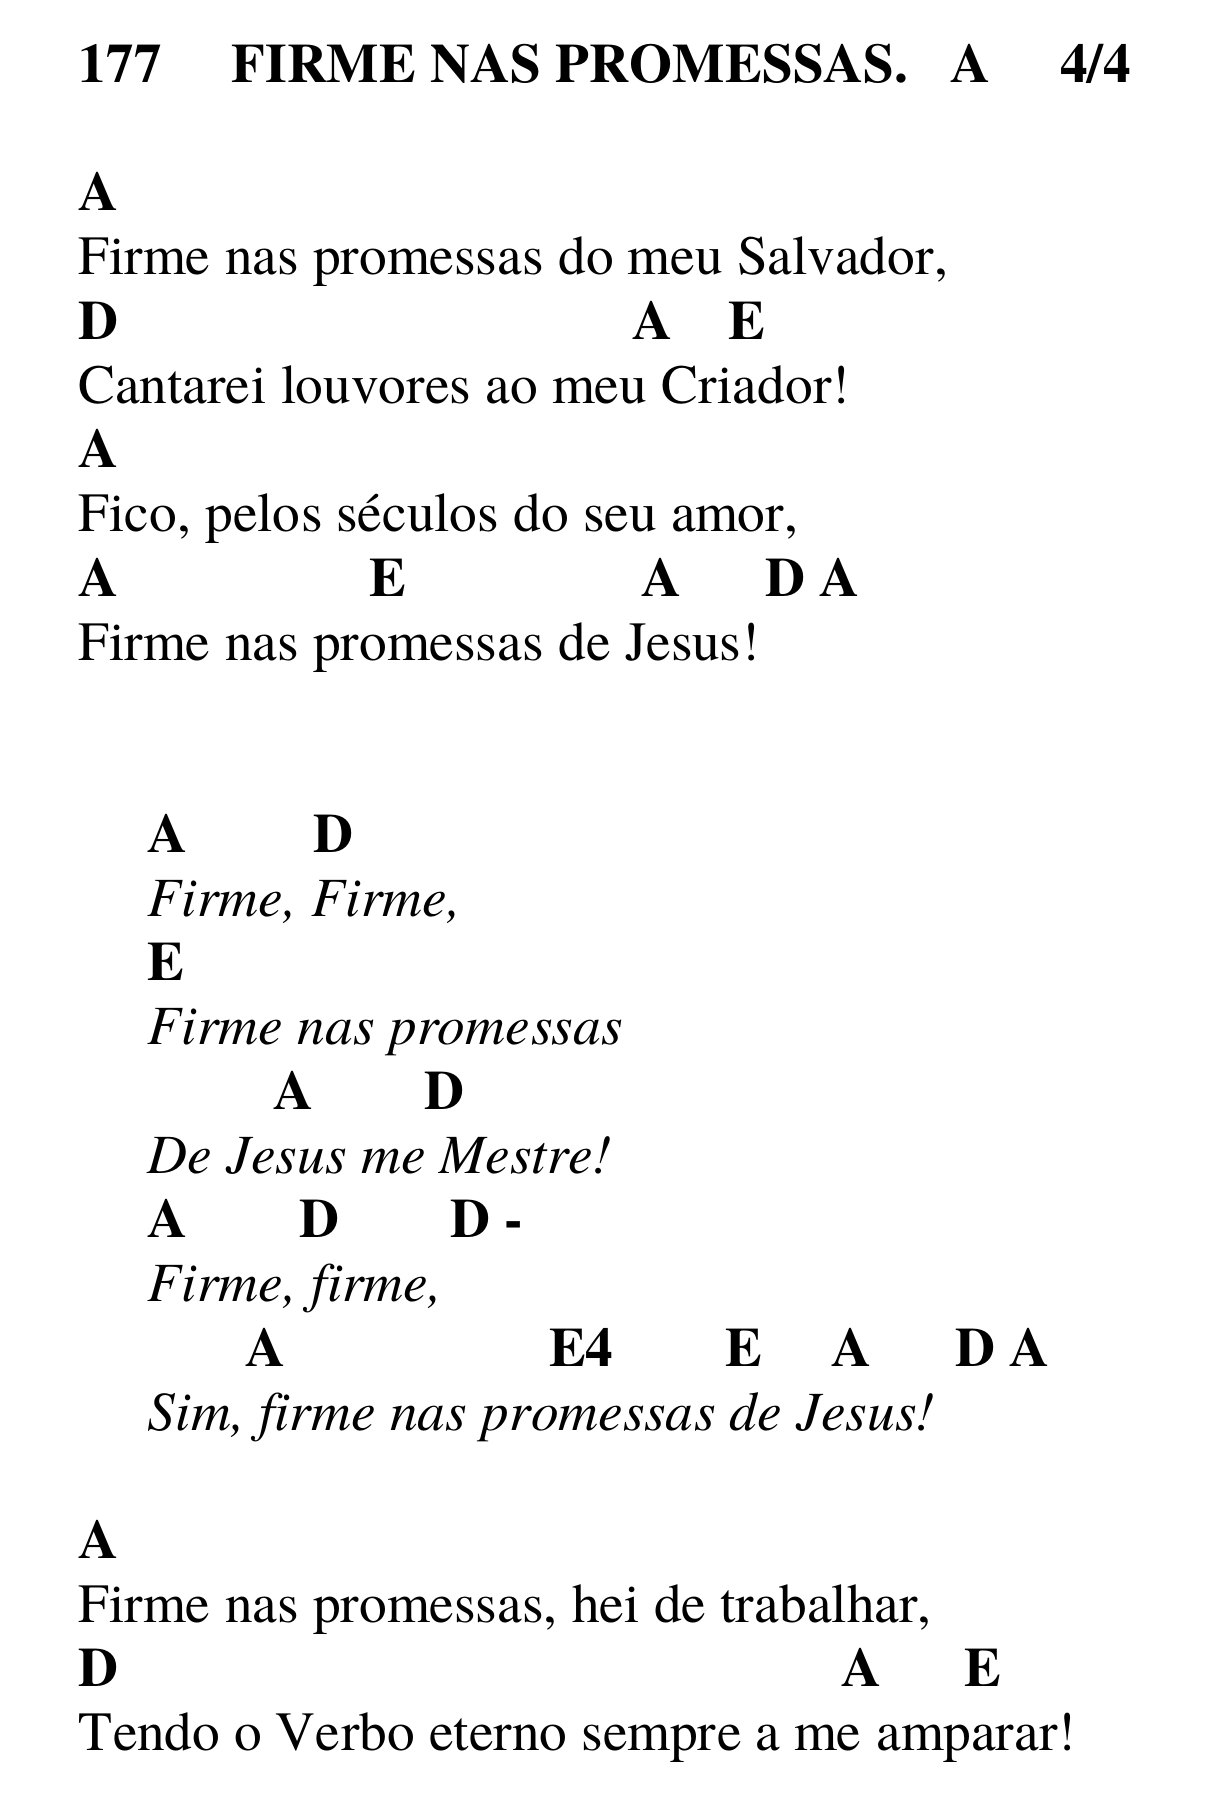 177 FIRME NAS PROMESSAS. A 4/4
A
Firme nas promessas do meu Salvador,
D A E
Cantarei louvores ao meu Criador!
A
Fico, pelos séculos do seu amor,
A E A D A
Firme nas promessas de Jesus!
A D
Firme, Firme,
E
Firme nas promessas
A D
De Jesus me Mestre!
A D D -
Firme, firme,
A E4 E A D A
Sim, firme nas promessas de Jesus!
A
Firme nas promessas, hei de trabalhar,
D A E
Tendo o Verbo eterno sempre a me amparar!